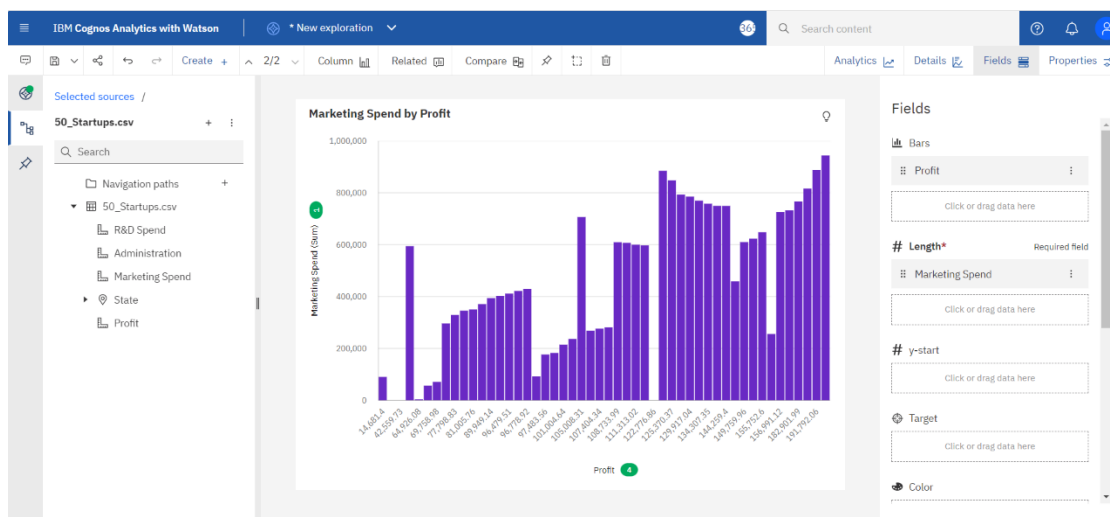 IBM Cognos Analytics with Watson
* New exploration
Search content
Create +
2/2
Column
Related
Compare
Analytics
Details
Fields
Properties
Selected sources /
50_Startups.csv
Search
Navigation paths
50_Startups.csv
R&D Spend
Administration
Marketing Spend
State
Profit
Marketing Spend by Profit
1,000,000
800,000
600,000
400,000
200,000
0
Marketing Spend (Sum)
14,681.4
42,559.73
64,926.08
69,758.98
77,798.83
81,005.76
89,949.14
96,479.51
96,778.92
97,483.56
101,004.64
105,008.31
107,404.34
108,733.99
111,313.02
122,776.86
125,370.37
129,917.04
134,307.35
144,259.4
149,759.96
155,752.6
156,991.12
182,901.99
191,792.06
Profit 4
Fields
Bars
Profit
Click or drag data here
# Length* Required field
Marketing Spend
Click or drag data here
# y-start
Click or drag data here
Target
Click or drag data here
Color